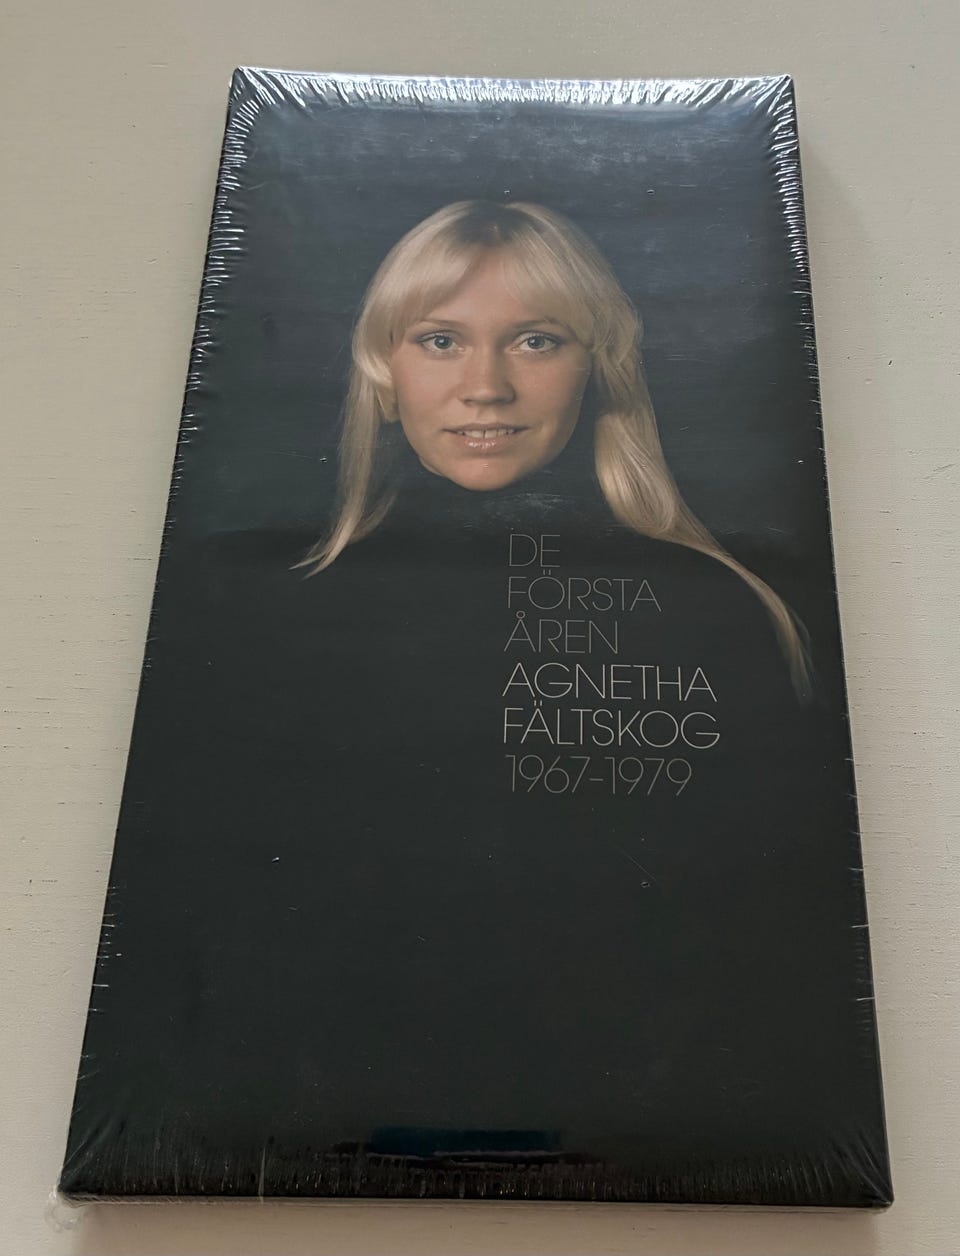 DE
FÖRSTA
ÅREN
AGNETHA
FÄLTSKOG
1967-1979